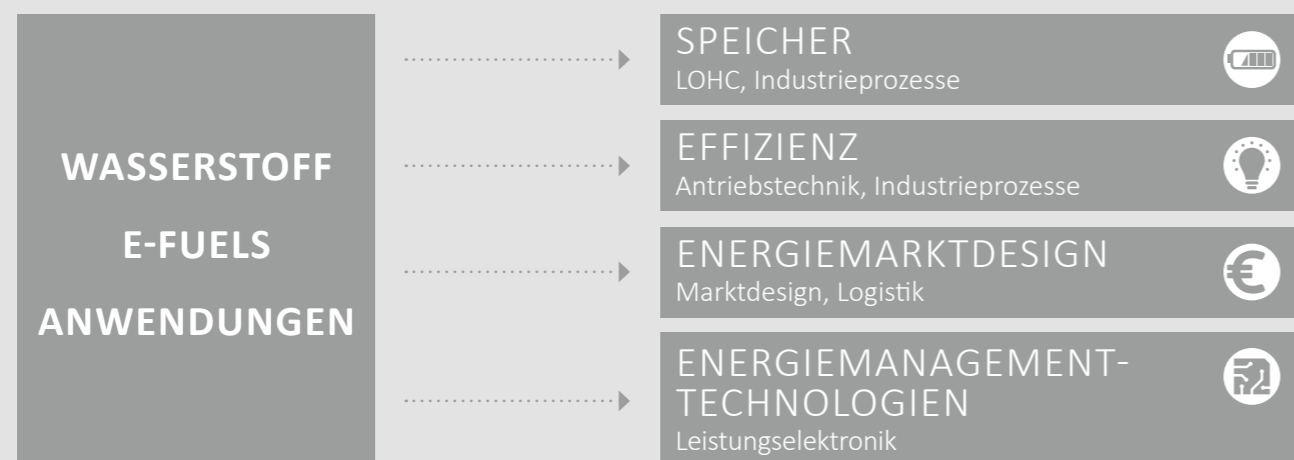 WASSERSTOFF
E-FUELS
ANWENDUNGEN
SPEICHER
LOHC, Industrieprozesse
EFFIZIENZ
Antriebstechnik, Industrieprozesse
ENERGIEMARKTDESIGN
Marktdesign, Logistik
€
ENERGIEMANAGEMENT-
TECHNOLOGIEN
Leistungselektronik